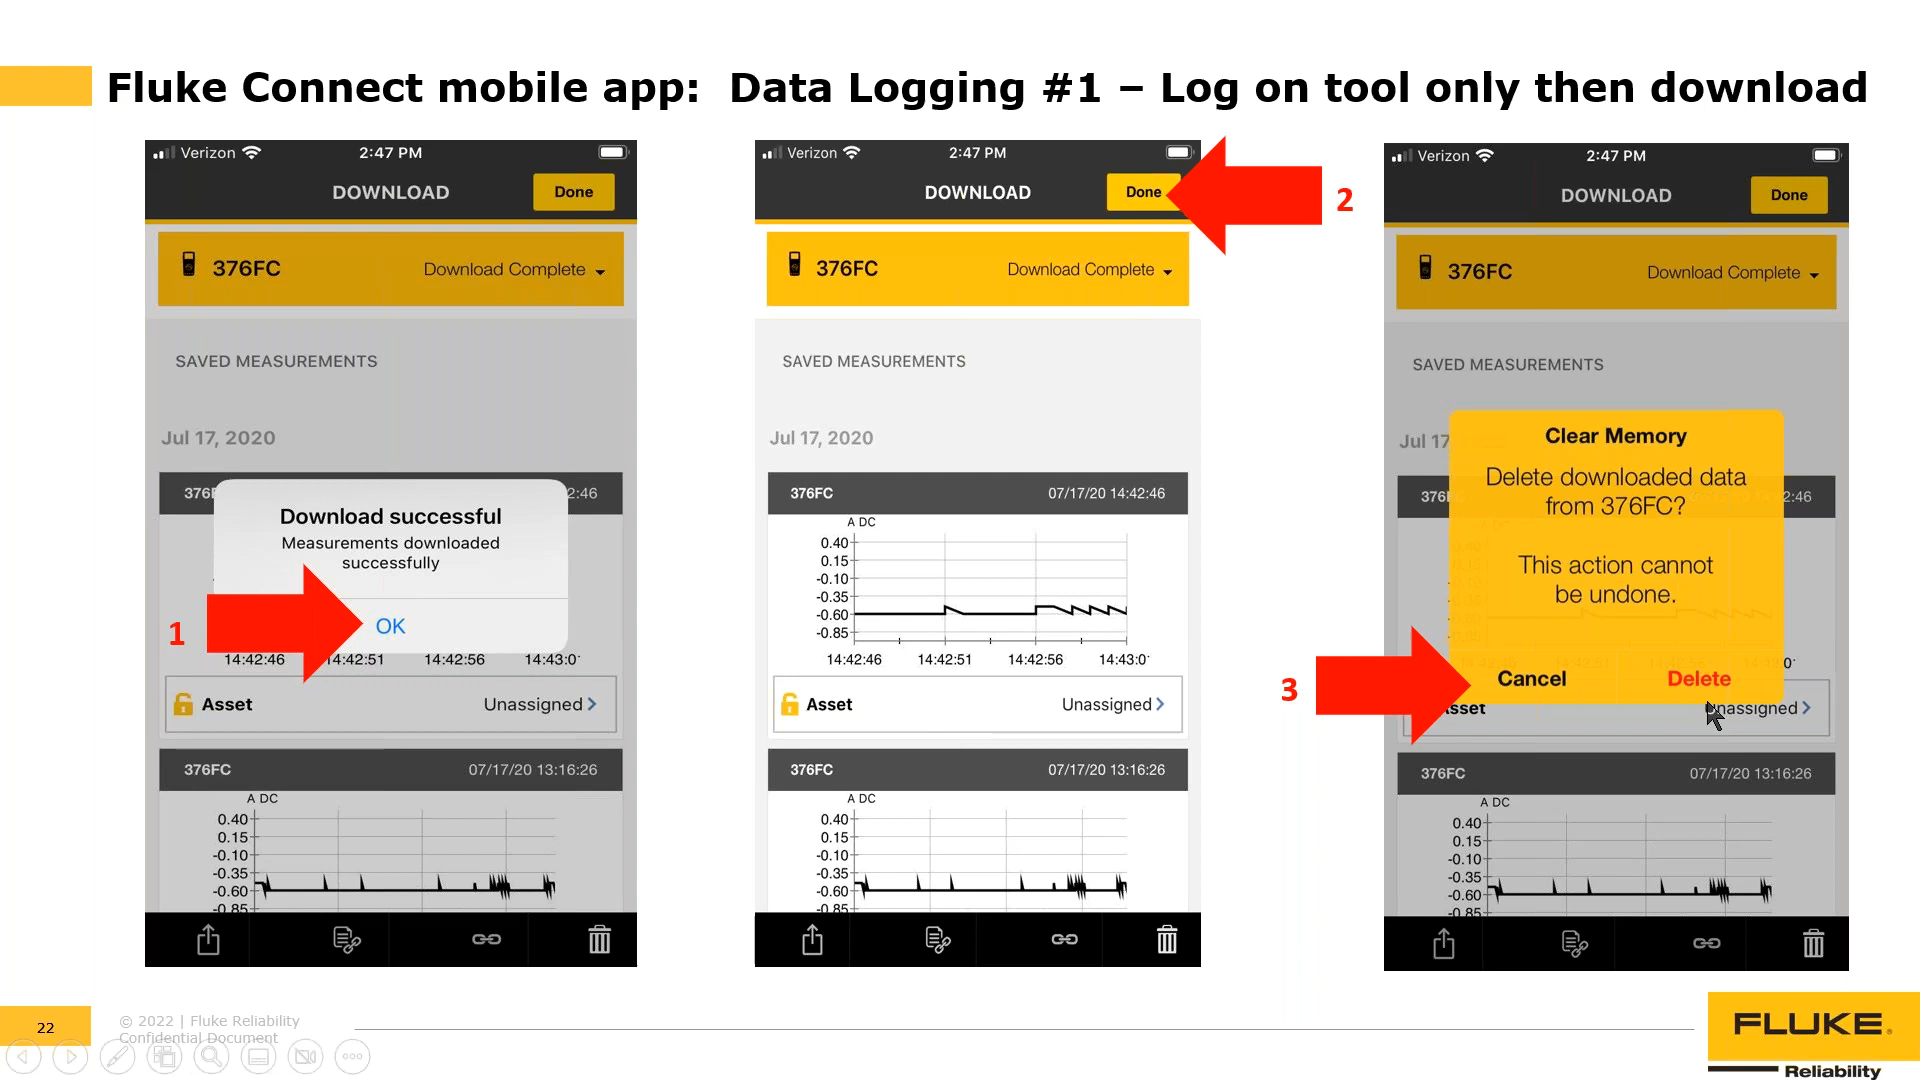 Fluke Connect mobile app:  Data Logging #1 – Log on tool only then download
Verizon
2:47 PM
DOWNLOAD
Done
376FC
Download Complete
SAVED MEASUREMENTS
Jul 17, 2020
Download successful
Measurements downloaded
successfully
OK
1
14:42:46 14:42:51 14:42:56
Asset
Unassigned
376FC
07/17/20 13:16:26
A DC
0.40
0.15
-0.10
-0.35
-0.60
-0.85
Verizon
2:47 PM
DOWNLOAD
Done
2
376FC
Download Complete
SAVED MEASUREMENTS
Jul 17, 2020
376FC
07/17/20 14:42:46
A DC
0.40
0.15
-0.10
-0.35
-0.60
-0.85
14:42:46 14:42:51 14:42:56 14:43:0
Asset
Unassigned
376FC
07/17/20 13:16:26
A DC
0.40
0.15
-0.10
-0.35
-0.60
-0.85
Verizon
2:47 PM
DOWNLOAD
Done
376FC
Download Complete
SAVED MEASUREMENTS
Jul 17
Clear Memory
Delete downloaded data
from 376FC?
This action cannot
be undone.
Cancel
Delete
3
Unassigned
376FC
07/17/20 13:16:26
A DC
0.40
0.15
-0.10
-0.35
-0.60
-0.85
22
© 2022 | Fluke Reliability
Confidential Document
FLUKE®
Reliability